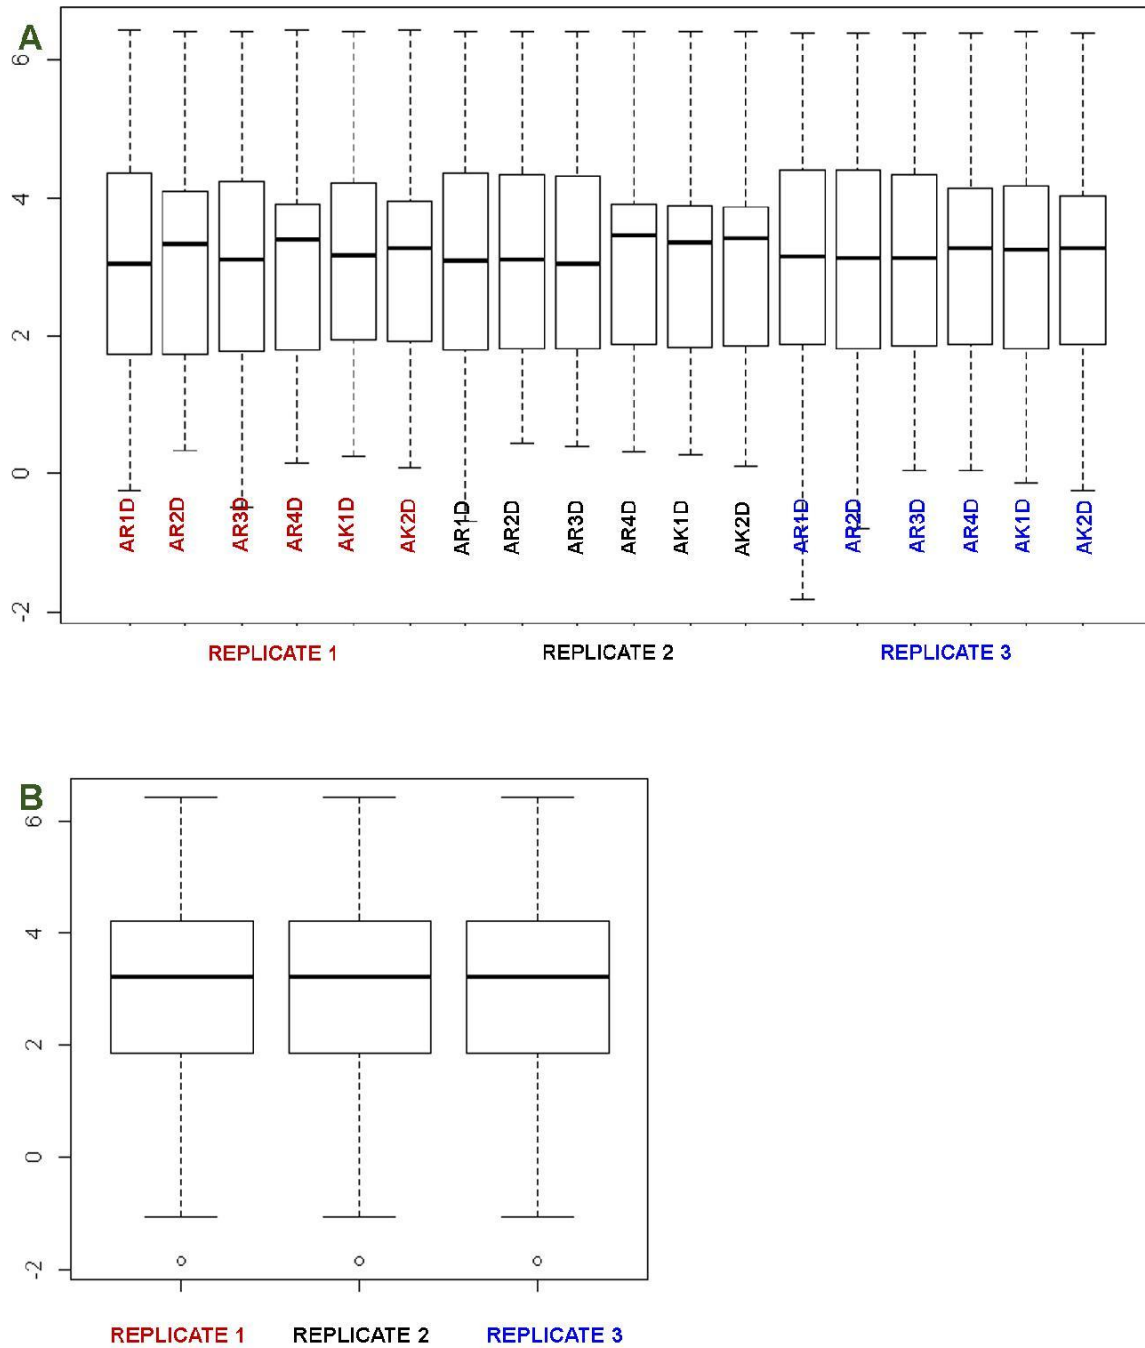 A
6
4
2
0
-2
AR1D AR2D AR3D AR4D AK1D AK2D AR1D AR2D AR3D AR4D AK1D AK2D AR1D AR2D AR3D AR4D AK1D AK2D
REPLICATE 1 REPLICATE 2 REPLICATE 3
B
6
4
2
0
-2
REPLICATE 1 REPLICATE 2 REPLICATE 3